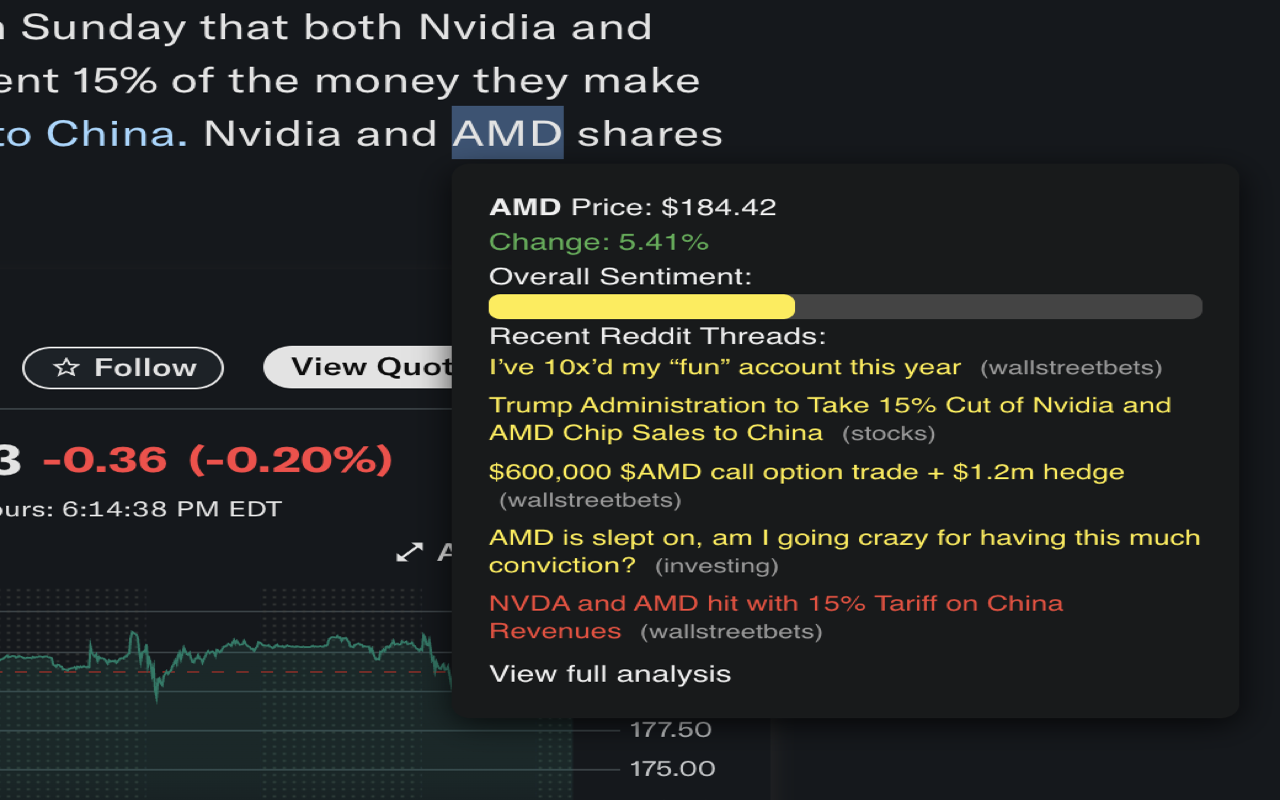 Sunday that both Nvidia and
15% of the money they make
to China. Nvidia and AMD shares
AMD Price: $184.42
Change: 5.41%
Overall Sentiment:
Recent Reddit Threads:
I’ve 10x’d my “fun” account this year (wallstreetbets)
Trump Administration to Take 15% Cut of Nvidia and
AMD Chip Sales to China (stocks)
$600,000 $AMD call option trade + $1.2m hedge
(wallstreetbets)
AMD is slept on, am I going crazy for having this much
conviction? (investing)
NVDA and AMD hit with 15% Tariff on China
Revenues (wallstreetbets)
View full analysis
☆ Follow
View Quot
3 -0.36 (-0.20%)
ours: 6:14:38 PM EDT
A
177.50
175.00